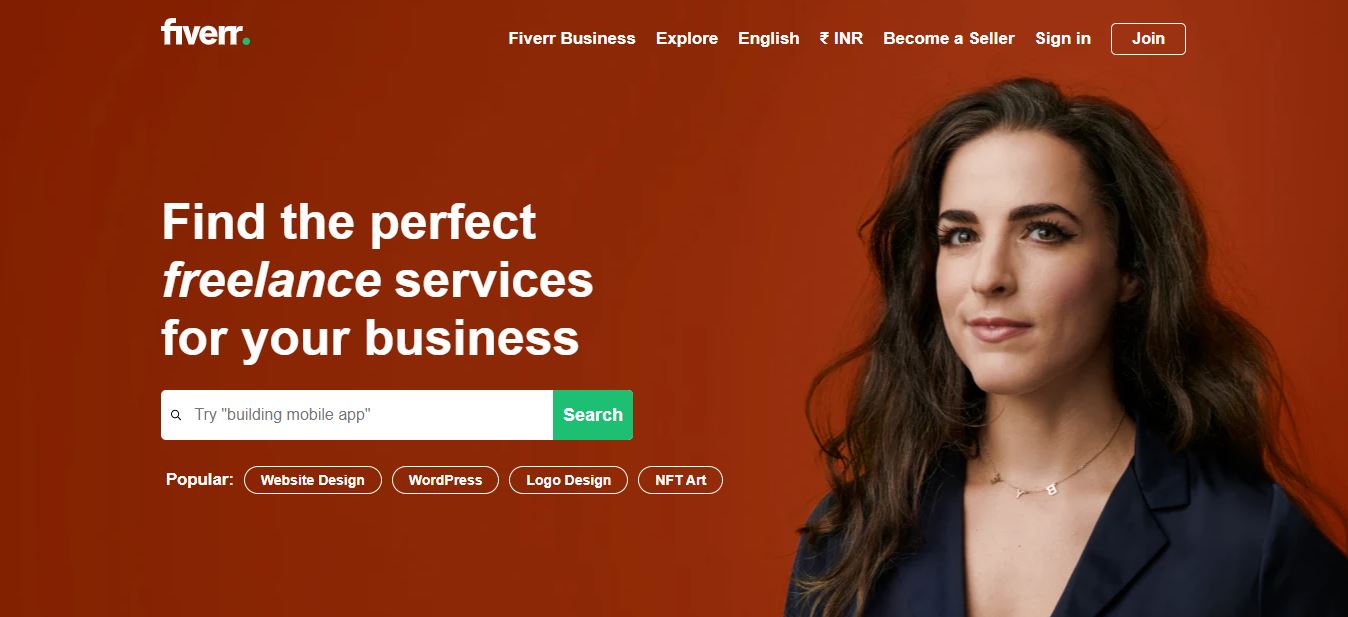 fiverr.
Fiverr Business Explore English ₹ INR Become a Seller Sign in Join
Find the perfect
freelance services
for your business
Try "building mobile app" Search
Popular: Website Design WordPress Logo Design NFT Art